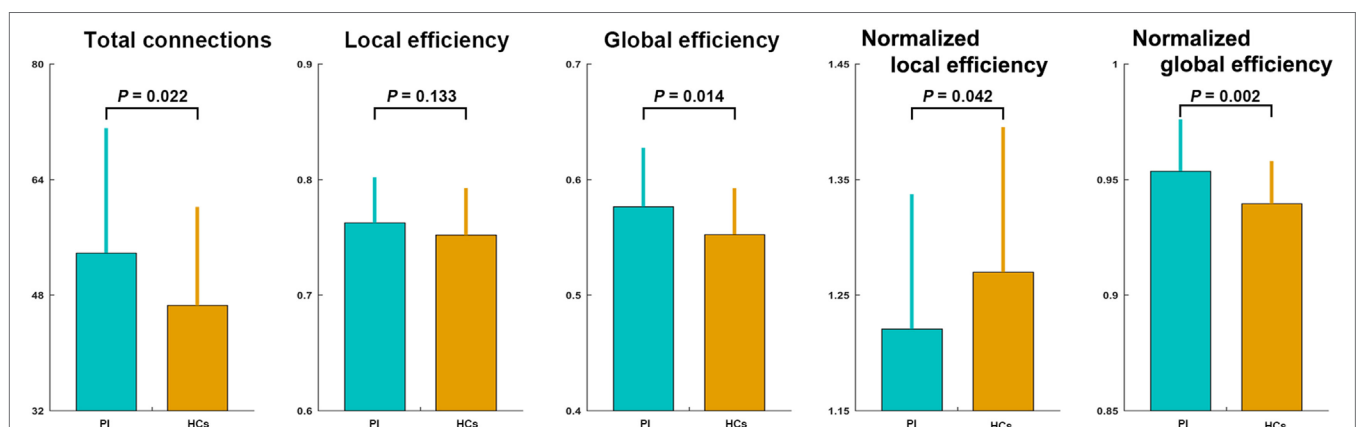 Total connections
80
64
48
32
P = 0.022
PI
HCs
Local efficiency
0.9
0.8
0.7
0.6
P = 0.133
PI
HCs
Global efficiency
0.7
0.6
0.5
0.4
P = 0.014
PI
HCs
Normalized
local efficiency
1.45
1.35
1.25
1.15
P = 0.042
PI
HCs
Normalized
global efficiency
1
0.95
0.9
0.85
P = 0.002
PI
HCs